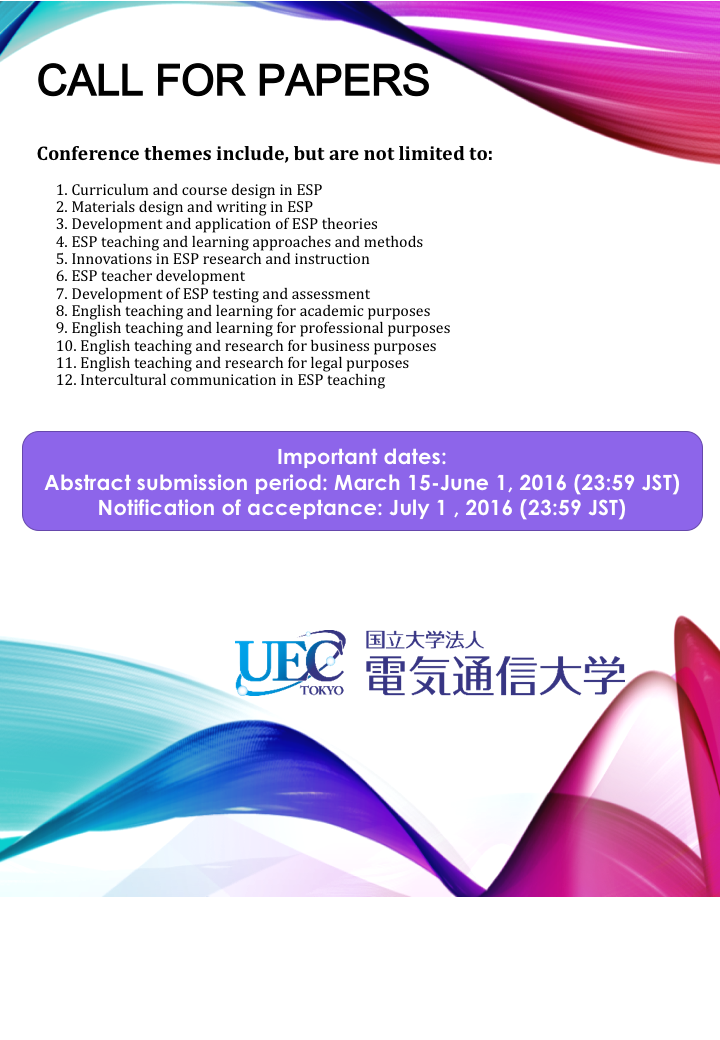 CALL FOR PAPERS
Conference themes include, but are not limited to:
1. Curriculum and course design in ESP
2. Materials design and writing in ESP
3. Development and application of ESP theories
4. ESP teaching and learning approaches and methods
5. Innovations in ESP research and instruction
6. ESP teacher development
7. Development of ESP testing and assessment
8. English teaching and learning for academic purposes
9. English teaching and learning for professional purposes
10. English teaching and research for business purposes
11. English teaching and research for legal purposes
12. Intercultural communication in ESP teaching
Important dates:
Abstract submission period: March 15-June 1, 2016 (23:59 JST)
Notification of acceptance: July 1 , 2016 (23:59 JST)
UEC
TOKYO
国立大学法人
電気通信大学